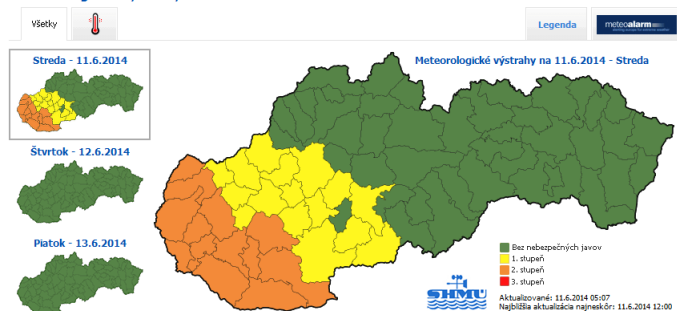 Všetky
Legenda
meteoalarm
Streda - 11.6.2014
Meteorologické výstrahy na 11.6.2014 - Streda
Štvrtok - 12.6.2014
Piatok - 13.6.2014
Bez nebezpečných javov
1. stupeň
2. stupeň
3. stupeň
SHMÚ
Aktualizované: 11.6.2014 05:07
Najbližšia aktualizácia najneskôr: 11.6.2014 12:00